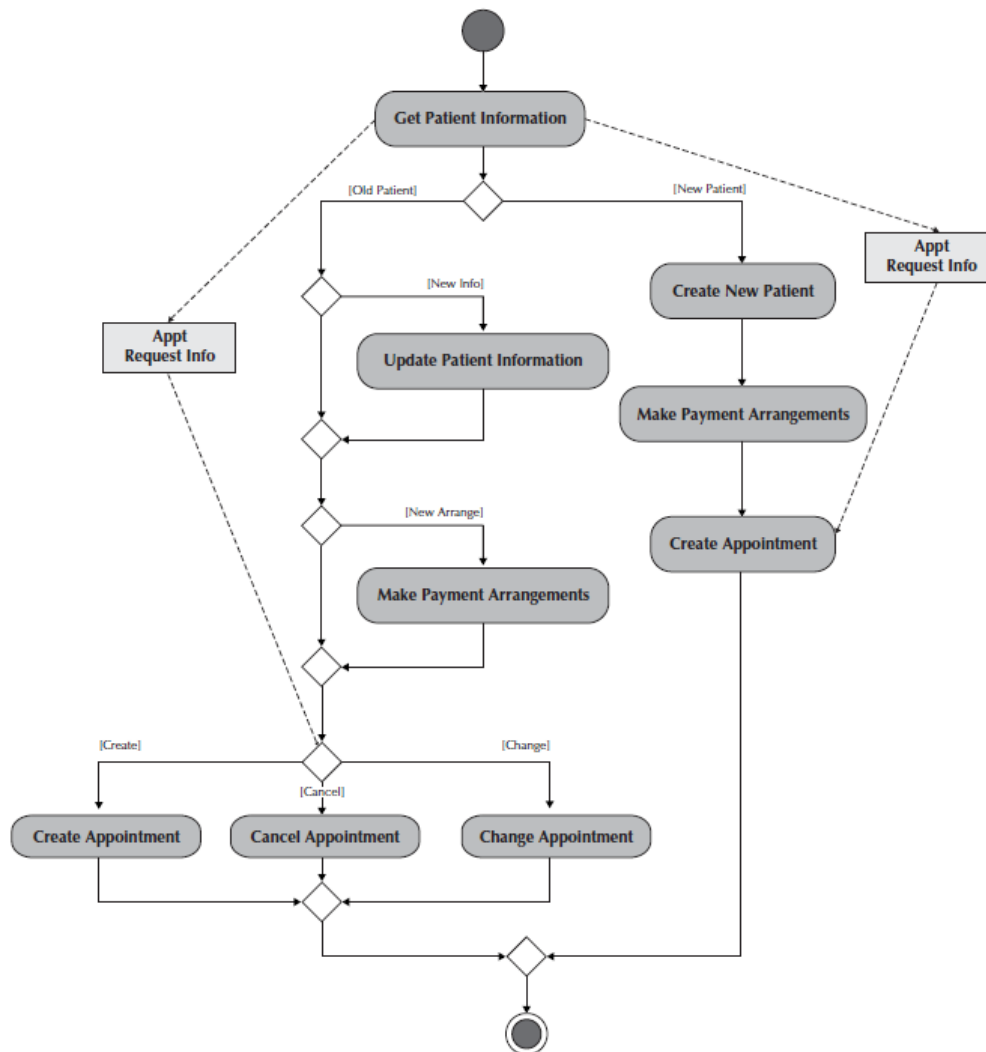 Get Patient Information
[Old Patient]
[New Patient]
Appt
Request Info
Create New Patient
[New Info]
Appt
Request Info
Update Patient Information
Make Payment Arrangements
[New Arrange]
Create Appointment
Make Payment Arrangements
[Create]
[Change]
[Cancel]
Create Appointment
Cancel Appointment
Change Appointment